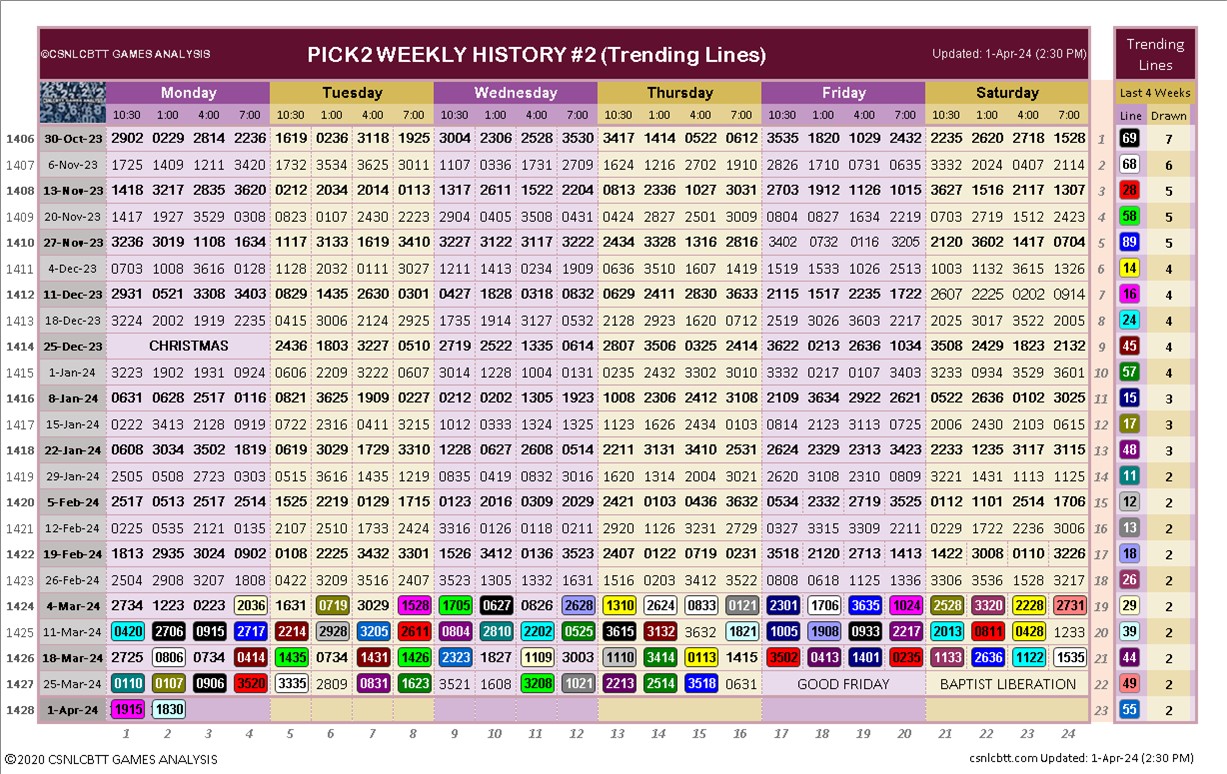 ©CSNLCBTT GAMES ANALYSIS PICK2 WEEKLY HISTORY #2 (Trending Lines) Updated: 1-Apr-24 (2:30 PM) Trending Lines
Monday Tuesday Wednesday Thursday Friday Saturday Last 4 Weeks
10:30 1:00 4:00 7:00 10:30 1:00 4:00 7:00 10:30 1:00 4:00 7:00 10:30 1:00 4:00 7:00 10:30 1:00 4:00 7:00 10:30 1:00 4:00 7:00 Line Drawn
1406 30-Oct-23 2902 0229 2814 2236 1619 0236 3118 1925 3004 2306 2528 3530 3417 1414 0522 0612 3535 1820 1029 2432 2235 2620 2718 1528 1 69 7
1407 6-Nov-23 1725 1409 1211 3420 1732 3534 3625 3011 1107 0336 1731 2709 1624 1216 2702 1910 2826 1710 0131 0635 3332 2024 0407 2114 2 68 6
1408 13-Nov-23 1418 3217 2835 3620 0212 2034 2014 0113 1317 2611 1522 2204 0813 2336 1027 3031 2703 1912 1126 1015 3627 1516 2117 1307 3 28 5
1409 20-Nov-23 1417 1927 3529 0308 0823 0107 2430 2223 2904 0405 3508 0431 0424 2827 2501 3009 0804 0827 1634 2219 0703 2719 1512 2423 4 58 5
1410 27-Nov-23 3236 3019 1108 1634 1117 3133 1619 3410 3227 3122 3117 3222 2434 3328 1316 2816 3402 0732 0116 3205 2120 3602 1417 0704 5 89 5
1411 4-Dec-23 0703 1008 3616 0128 1128 2032 0111 3027 1211 1413 0234 1909 0636 3510 1607 1419 1519 1533 1026 2513 1003 1132 3615 1326 6 14 4
1412 11-Dec-23 2931 0521 3308 3403 0829 1435 2630 0301 0427 1828 0318 0832 0629 2411 2830 3633 2115 1517 2235 1722 2607 2225 0202 0914 7 16 4
1413 18-Dec-23 3224 2002 1919 2235 0415 3006 2124 2923 1735 1914 3127 0532 2128 2923 1620 0712 2519 3026 3603 2217 2025 3017 3522 2005 8 24 4
1414 25-Dec-23 CHRISTMAS 2436 1803 3227 0510 2719 2522 1335 0614 2807 3506 0325 2414 3622 0213 2636 1034 3508 2429 1823 2132 9 45 4
1415 1-Jan-24 3223 1902 1931 0924 0606 2209 3222 0607 3014 1228 1004 0131 0235 2432 3302 3010 0332 0217 0107 3403 3233 0934 3529 3601 10 57 4
1416 8-Jan-24 0631 0628 2517 0116 0821 3625 1909 0227 0212 0202 1305 1923 1008 2306 2412 3108 2109 3634 2922 2621 0522 2636 0102 3025 11 15 3
1417 15-Jan-24 0222 3413 2128 0919 0722 2316 0411 3211 1012 0333 1324 1325 1123 1626 2434 0103 0814 2123 3113 0725 2006 2430 2103 0615 12 17 3
1418 22-Jan-24 0608 3034 3502 1819 0619 3029 1729 3310 1228 0627 2608 0514 2211 3131 3410 2531 2624 2329 2313 3423 2233 1235 3117 3115 13 48 3
1419 29-Jan-24 2505 0508 2723 0303 0515 3616 1435 1219 0835 0419 0832 3016 1620 1314 2004 3021 2620 3108 2310 0809 3221 1431 1113 1125 14 11 2
1420 5-Feb-24 2517 0513 2517 2514 1525 2219 0129 1715 0123 2016 0309 2029 2421 0103 0436 3632 0534 2332 2719 3525 0112 1101 2514 1706 15 12 2
1421 12-Feb-24 0225 0535 2121 0135 2107 2510 1733 2424 3316 0126 0118 0211 2920 1126 3231 2729 0327 3315 3309 2211 0229 1722 2236 3006 16 13 2
1422 19-Feb-24 1813 2935 3024 0902 0108 2225 3432 3301 1526 3412 0136 3523 2407 0122 0719 0231 3518 2120 2713 1413 1422 3008 0110 3226 17 18 2
1423 26-Feb-24 2504 2908 3207 1808 0422 3209 3516 2407 3523 1305 1332 1631 1516 0203 3412 3522 0808 0618 1125 1336 3306 3536 1528 3217 18 26 2
1424 4-Mar-24 2734 1223 0223 2036 1631 0719 3029 1528 1705 0627 0826 2628 1310 2624 0833 0121 2301 1706 3635 1024 2528 3320 2228 2731 19 29 2
1425 11-Mar-24 0420 2706 0915 2717 2214 2928 3205 2611 0804 2810 2202 0525 3615 3132 3632 1821 1005 1908 0933 2217 2013 0811 0428 1233 20 39 2
1426 18-Mar-24 2725 0806 0734 0414 1435 0734 1431 1426 2323 1827 1109 3003 1110 3414 0113 1415 3502 0413 1401 0235 1133 2636 1122 1535 21 44 2
1427 25-Mar-24 0110 0107 0906 3520 3335 2809 0831 1623 3521 1608 3208 1021 2213 2514 3518 0631 GOOD FRIDAY BAPTIST LIBERATION 22 49 2
1428 1-Apr-24 1915 1830 23 55 2
1 2 3 4 5 6 7 8 9 10 11 12 13 14 15 16 17 18 19 20 21 22 23 24
©2020 CSNLCBTT GAMES ANALYSIS csnlcbtt.com Updated: 1-Apr-24 (2:30 PM)